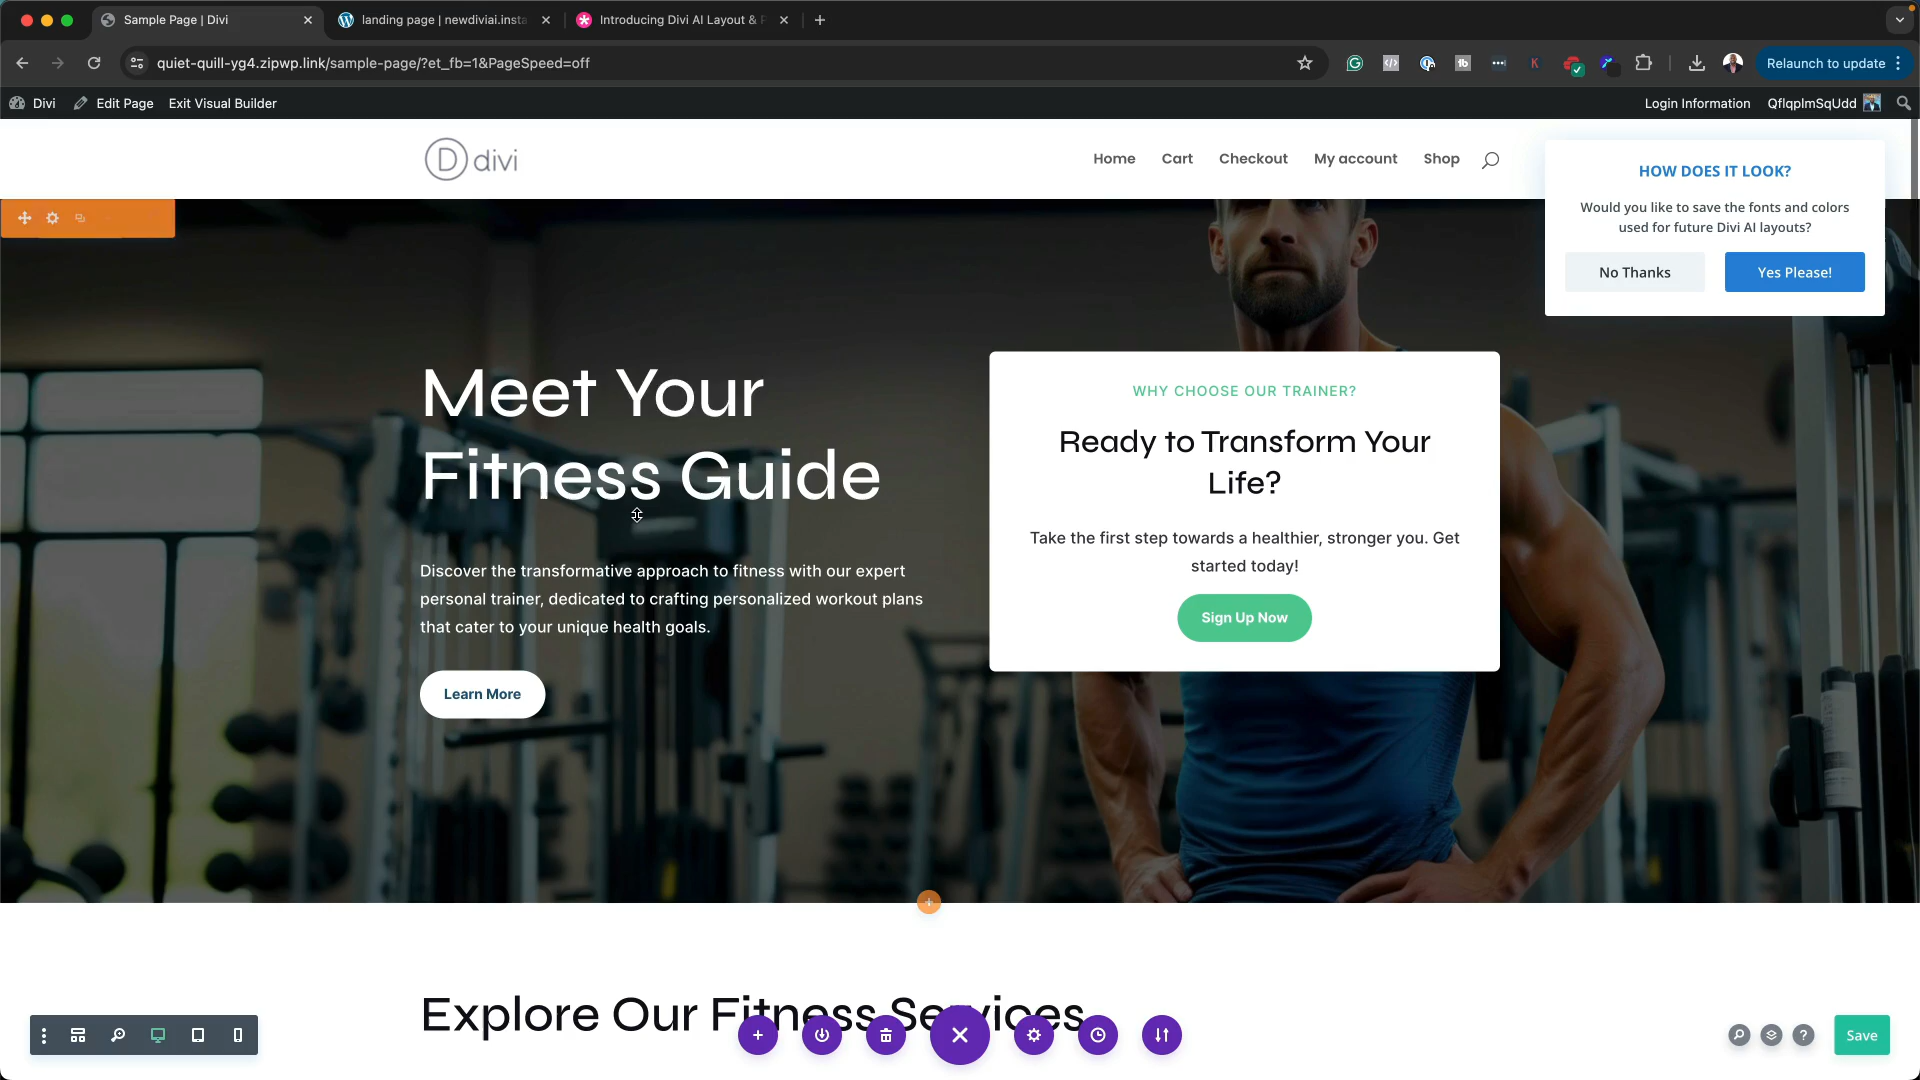 Sample Page | Divi
landing page | newdiviai.insta
Introducing Divi AI Layout &
quiet-quill-yg4.zipwp.link/sample-page/?et_fb=1&PageSpeed=off
Relaunch to update
Divi
Edit Page
Exit Visual Builder
Login Information
D divi
Home
Cart
Checkout
My account
Shop
HOW DOES IT LOOK?
Would you like to save the fonts and colors
used for future Divi AI layouts?
No Thanks
Yes Please!
Meet Your
Fitness Guide
Discover the transformative approach to fitness with our expert
personal trainer, dedicated to crafting personalized workout plans
that cater to your unique health goals.
Learn More
WHY CHOOSE OUR TRAINER?
Ready to Transform Your
Life?
Take the first step towards a healthier, stronger you. Get
started today!
Sign Up Now
Explore Our Fitness Services
Save